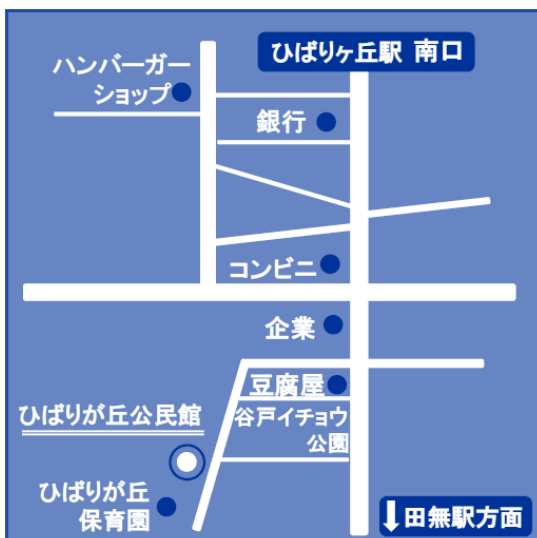 ひばりヶ丘駅 南口
ハンバーガー
ショップ
銀行
コンビニ
企業
豆腐屋
ひばりが丘公民館
谷戸イチョウ
公園
ひばりが丘
保育園
↓田無駅方面